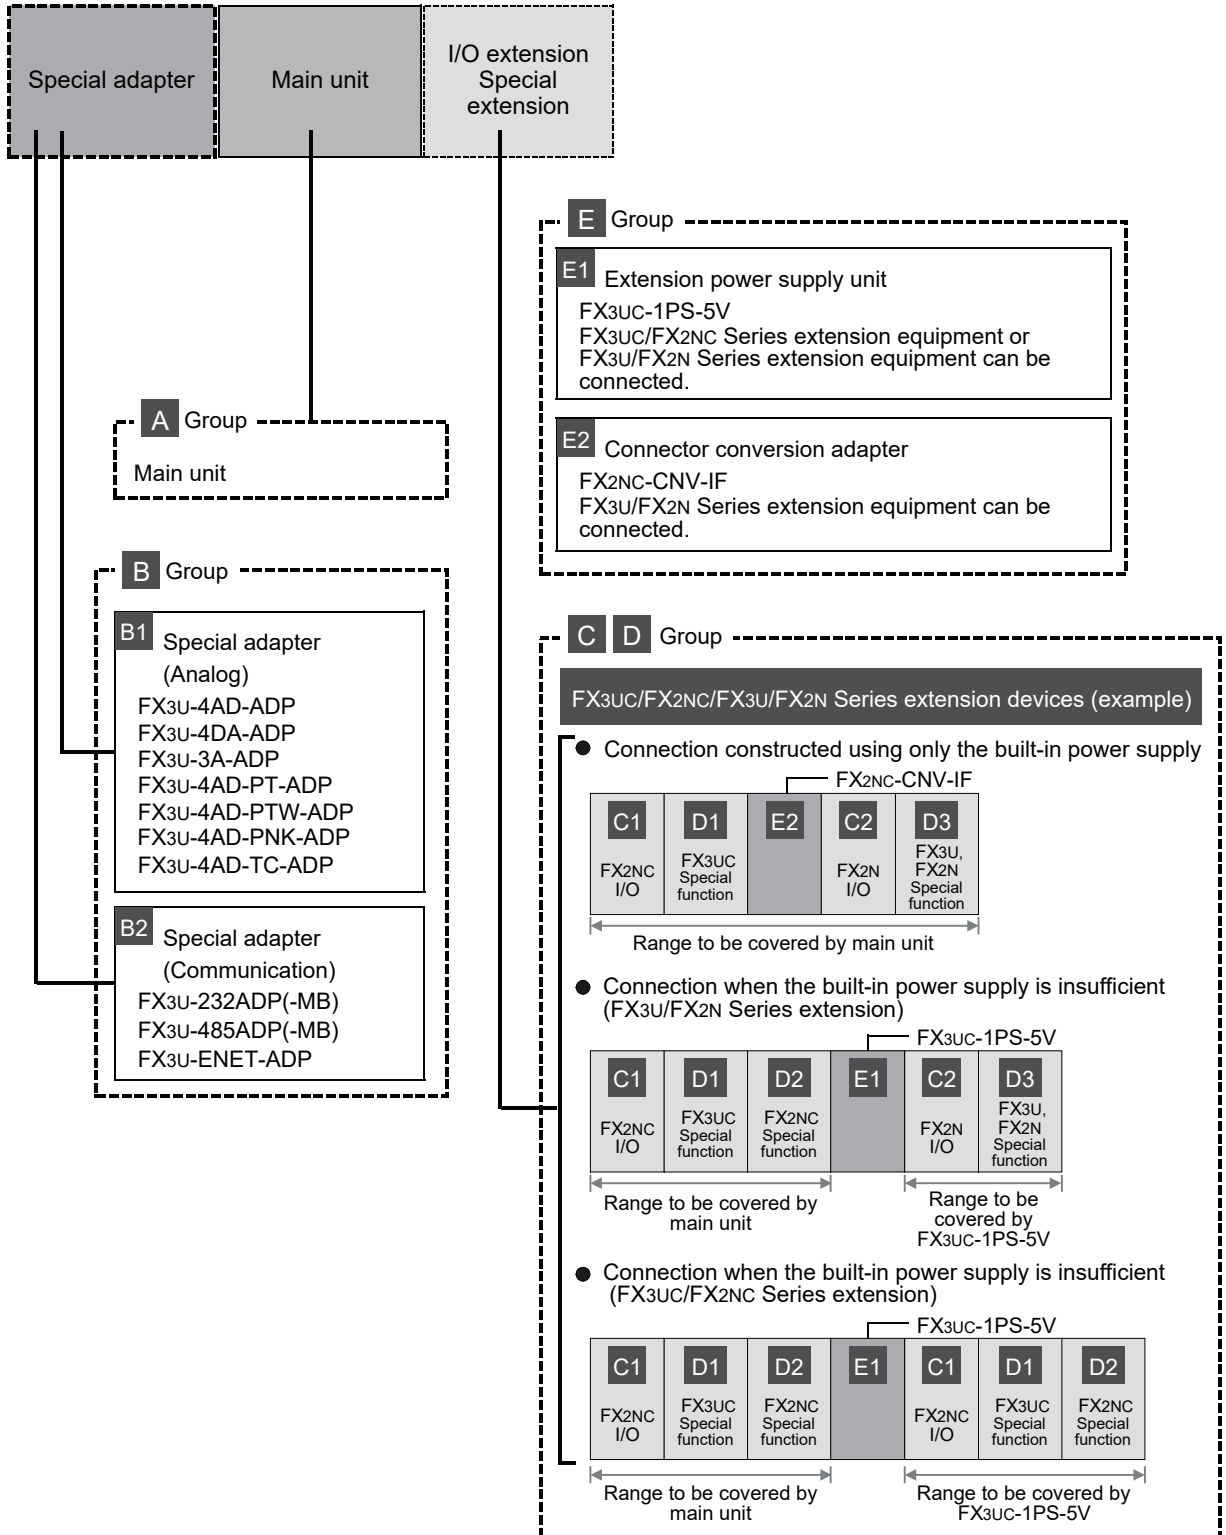 Special adapter
Main unit
I/O extension
Special
extension
E Group
E1 Extension power supply unit
FX3UC-1PS-5V
FX3UC/FX2NC Series extension equipment or
FX3U/FX2N Series extension equipment can be
connected.
E2 Connector conversion adapter
FX2NC-CNV-IF
FX3U/FX2N Series extension equipment can be
connected.
A Group
Main unit
B Group
B1 Special adapter
(Analog)
FX3U-4AD-ADP
FX3U-4DA-ADP
FX3U-3A-ADP
FX3U-4AD-PT-ADP
FX3U-4AD-PTW-ADP
FX3U-4AD-PNK-ADP
FX3U-4AD-TC-ADP
B2 Special adapter
(Communication)
FX3U-232ADP(-MB)
FX3U-485ADP(-MB)
FX3U-ENET-ADP
C D Group
FX3UC/FX2NC/FX3U/FX2N Series extension devices (example)
● Connection constructed using only the built-in power supply
FX2NC-CNV-IF
C1
FX2NC
I/O
D1
FX3UC
Special
function
E2
C2
FX2N
I/O
D3
FX3U,
FX2N
Special
function
Range to be covered by main unit
● Connection when the built-in power supply is insufficient
(FX3U/FX2N Series extension)
FX3UC-1PS-5V
C1
FX2NC
I/O
D1
FX3UC
Special
function
D2
FX2NC
Special
function
E1
C2
FX2N
I/O
D3
FX3U,
FX2N
Special
function
Range to be covered by
main unit
Range to be
covered by
FX3UC-1PS-5V
● Connection when the built-in power supply is insufficient
(FX3UC/FX2NC Series extension)
FX3UC-1PS-5V
C1
FX2NC
I/O
D1
FX3UC
Special
function
D2
FX2NC
Special
function
E1
C1
FX2NC
I/O
D1
FX3UC
Special
function
D2
FX2NC
Special
function
Range to be covered by
main unit
Range to be covered by
FX3UC-1PS-5V